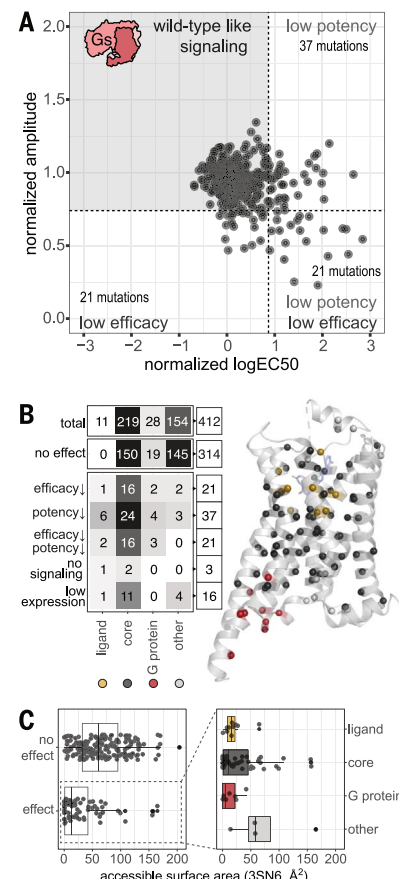 A
Gs
wild-type like
signaling
low potency
37 mutations
2.0
1.5
1.0
0.5
0.0
normalized amplitude
21 mutations
low efficacy
21 mutations
low potency
low efficacy
−3 −2 −1 0 1 2 3
normalized logEC50
B
total 11 219 28 154 412
no effect 0 150 19 145 314
efficacy↓ 1 16 2 2 21
potency↓ 6 24 4 3 37
efficacy↓
potency↓ 2 16 3 0 21
no
signaling 1 2 0 0 3
low
expression 1 11 0 4 16
ligand core G protein other
C
no
effect
effect
ligand
core
G protein
other
0 50 100 150 200 0 50 100 150 200
accessible surface area (3SN6, Å²)